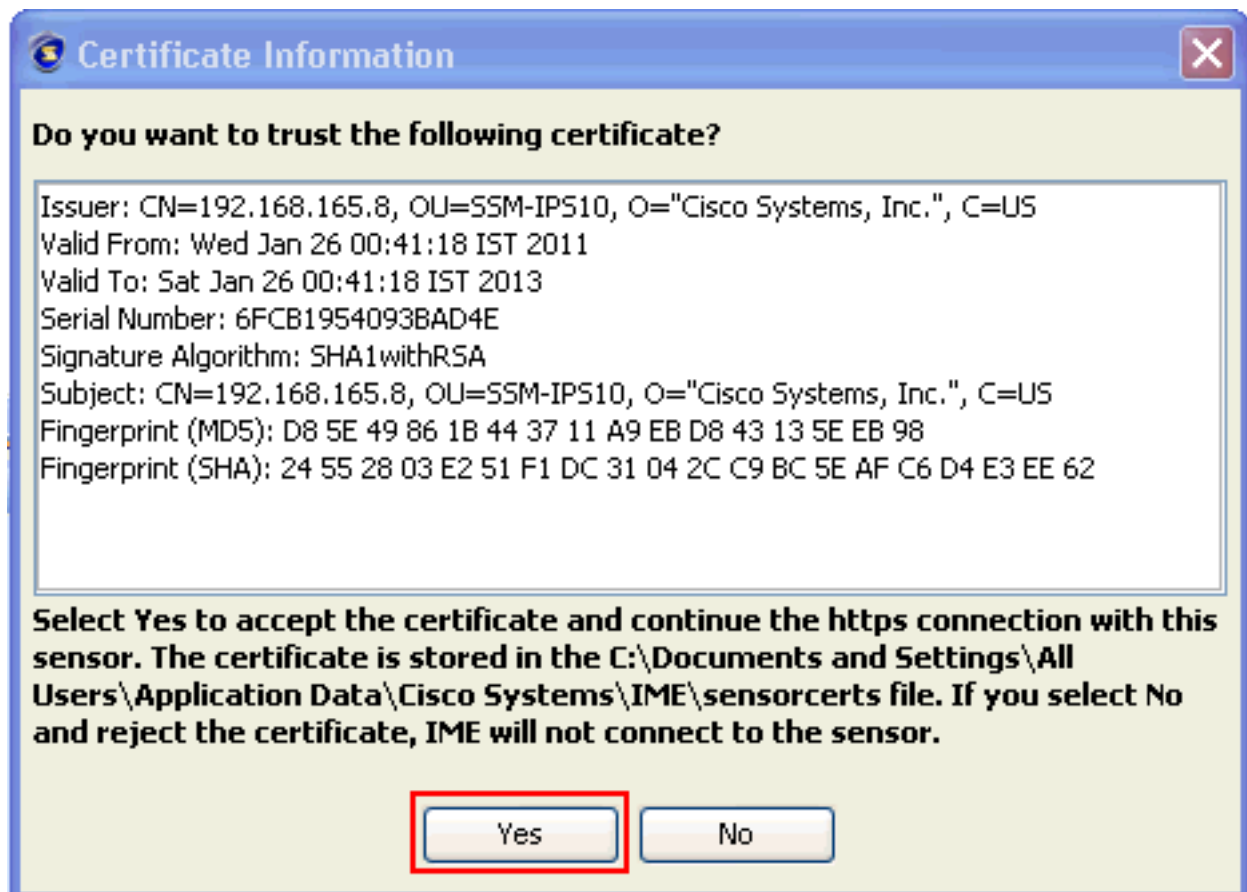 Certificate Information
Do you want to trust the following certificate?
Issuer: CN=192.168.165.8, OU=SSM-IPS10, O="Cisco Systems, Inc.", C=US
Valid From: Wed Jan 26 00:41:18 IST 2011
Valid To: Sat Jan 26 00:41:18 IST 2013
Serial Number: 6FCB1954093BAD4E
Signature Algorithm: SHA1withRSA
Subject: CN=192.168.165.8, OU=SSM-IPS10, O="Cisco Systems, Inc.", C=US
Fingerprint (MD5): D8 5E 49 86 1B 44 37 11 A9 EB D8 43 13 5E EB 98
Fingerprint (SHA): 24 55 28 03 E2 51 F1 DC 31 04 2C C9 BC 5E AF C6 D4 E3 EE 62
Select Yes to accept the certificate and continue the https connection with this
sensor. The certificate is stored in the C:\Documents and Settings\All
Users\Application Data\Cisco Systems\IME\sensorcerts file. If you select No
and reject the certificate, IME will not connect to the sensor.
Yes
No